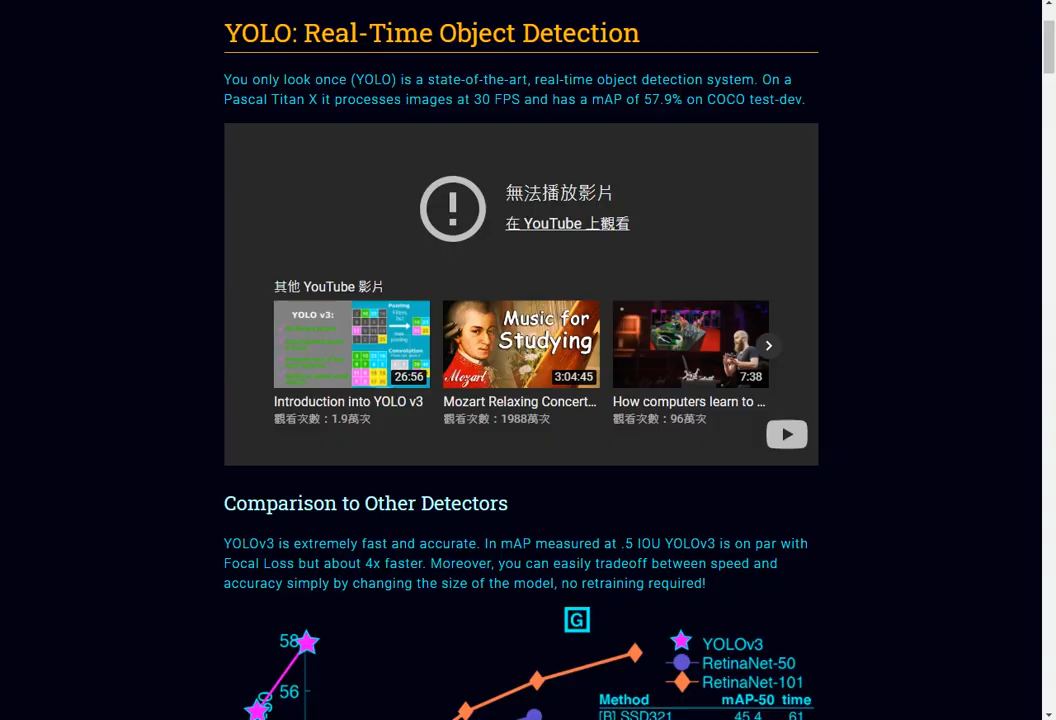 YOLO: Real-Time Object Detection
You only look once (YOLO) is a state-of-the-art, real-time object detection system. On a
Pascal Titan X it processes images at 30 FPS and has a mAP of 57.9% on COCO test-dev.
無法播放影片
在 YouTube 上觀看
其他 YouTube 影片
YOLO v3:
Pooling
Convolution
26:56
Music for
Studying
Mozart
3:04:45
7:38
Introduction into YOLO v3
Mozart Relaxing Concert...
How computers learn to ...
觀看次數：1.9萬次
觀看次數：1988萬次
觀看次數：96萬次
Comparison to Other Detectors
YOLOv3 is extremely fast and accurate. In mAP measured at .5 IOU YOLOv3 is on par with
Focal Loss but about 4x faster. Moreover, you can easily tradeoff between speed and
accuracy simply by changing the size of the model, no retraining required!
G
58
56
YOLOv3
RetinaNet-50
RetinaNet-101
Method mAP-50 time
[B] SSD321 45.4 61